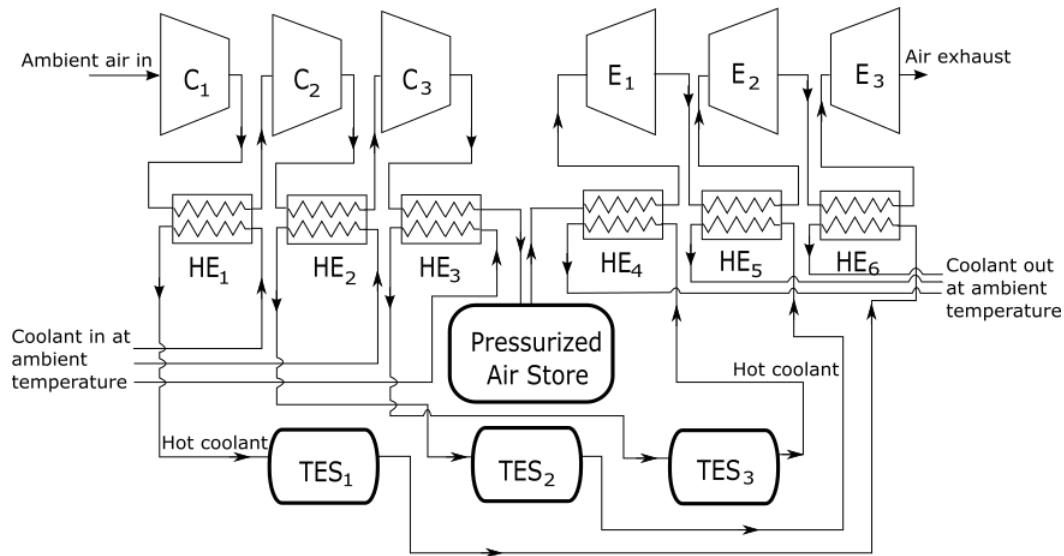 Ambient air in
C1
C2
C3
E1
E2
E3
Air exhaust
HE1
HE2
HE3
HE4
HE5
HE6
Coolant out
at ambient
temperature
Coolant in at
ambient
temperature
Pressurized
Air Store
Hot coolant
Hot coolant
TES1
TES2
TES3